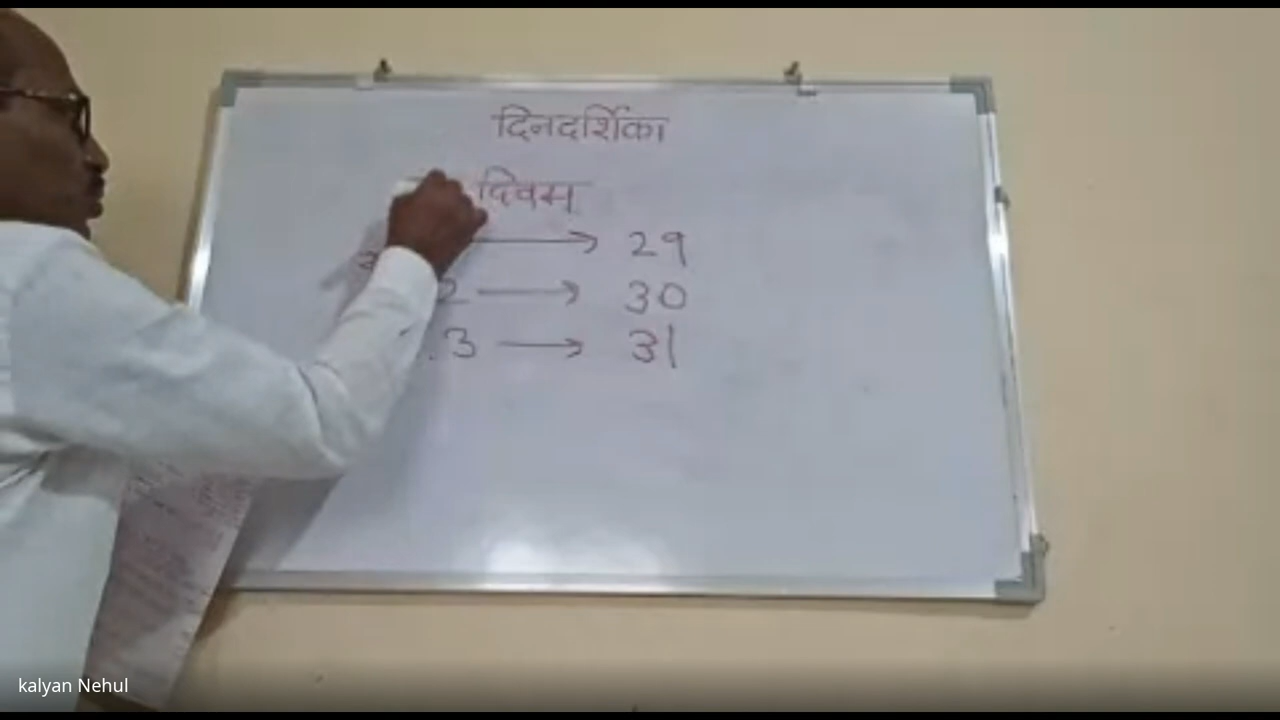 दिनदर्शिका
दिवस
→ 29
2 → 30
.3 → 31
kalyan Nehul